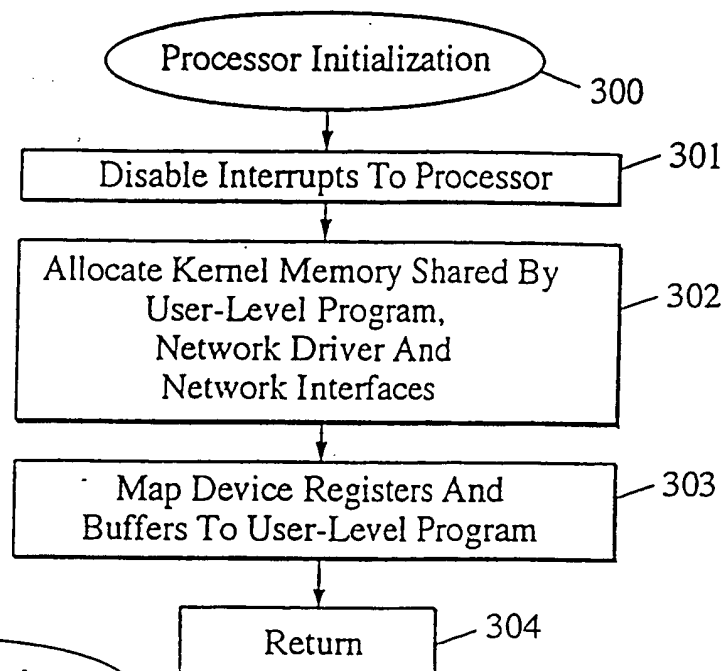 Processor Initialization
300
Disable Interrupts To Processor
301
Allocate Kernel Memory Shared By
User-Level Program,
Network Driver And
Network Interfaces
302
Map Device Registers And
Buffers To User-Level Program
303
Return
304